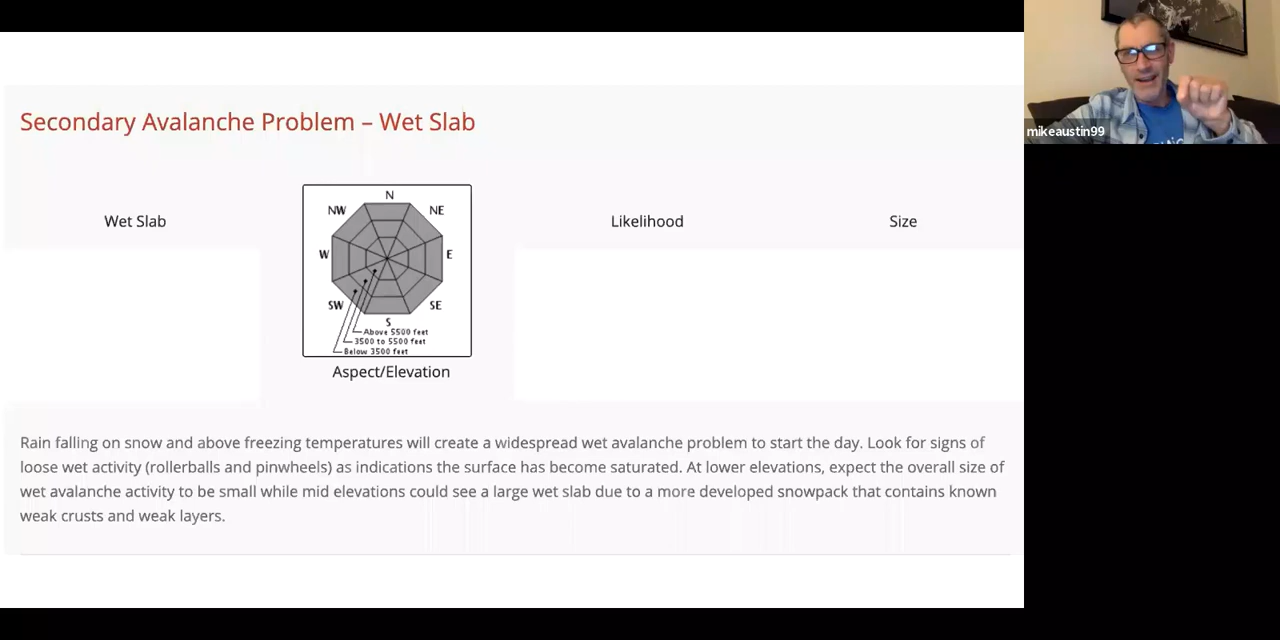 Secondary Avalanche Problem – Wet Slab
Wet Slab
N
NW
NE
W
E
SW
SE
S
Above 5500 feet
3500 to 5500 feet
Below 3500 feet
Aspect/Elevation
Likelihood
Size
Rain falling on snow and above freezing temperatures will create a widespread wet avalanche problem to start the day. Look for signs of
loose wet activity (rollerballs and pinwheels) as indications the surface has become saturated. At lower elevations, expect the overall size of
wet avalanche activity to be small while mid elevations could see a large wet slab due to a more developed snowpack that contains known
weak crusts and weak layers.
mikeaustin99